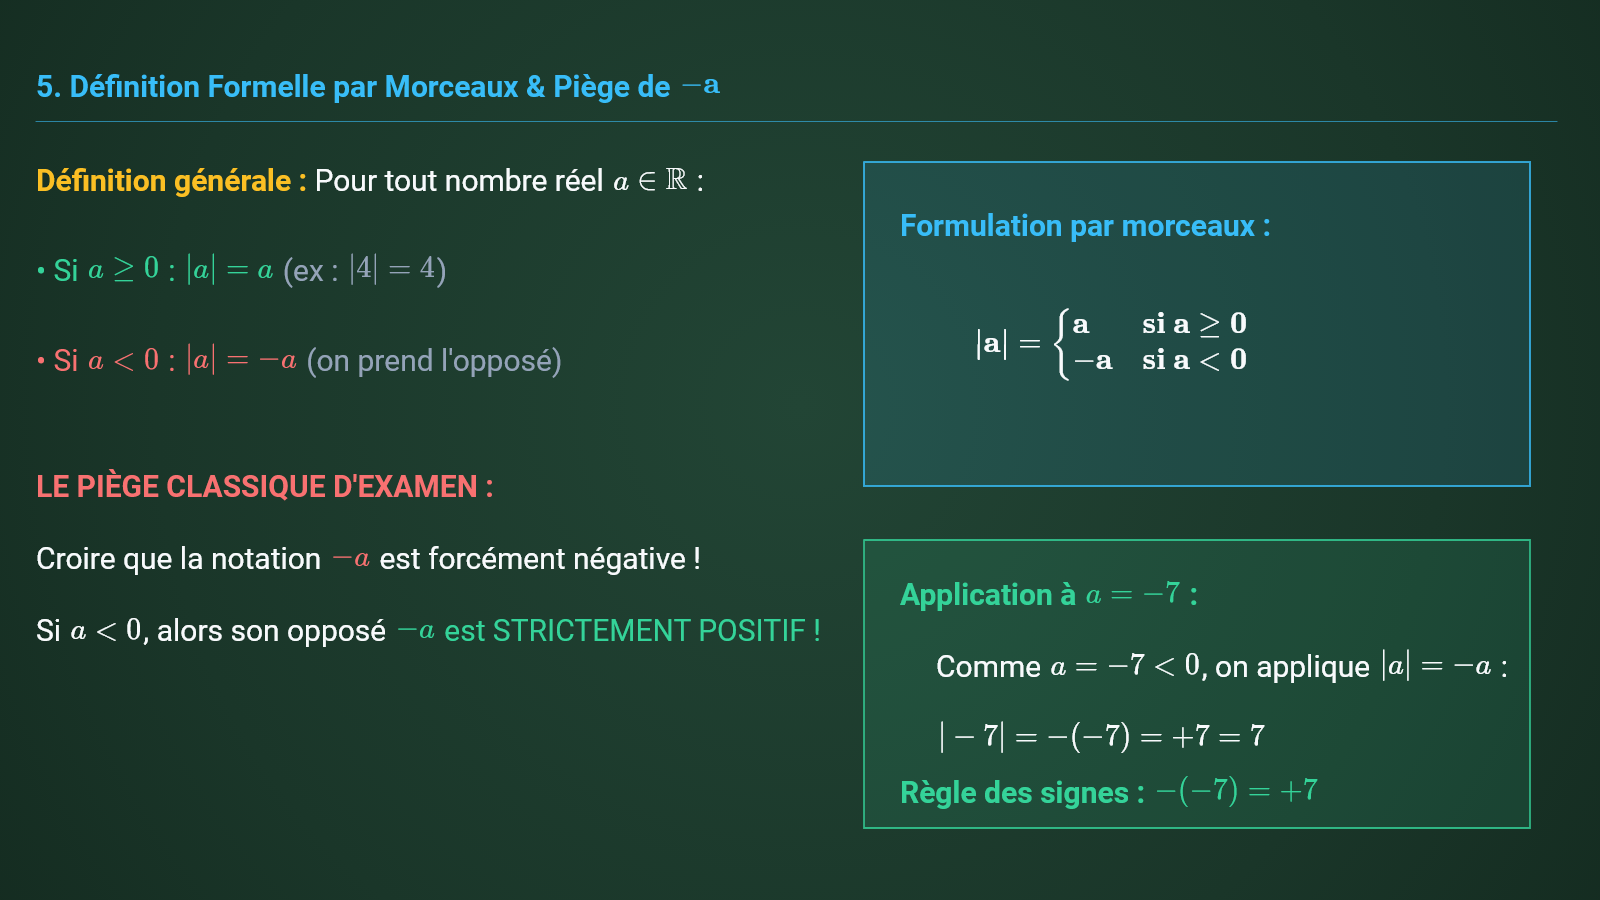 5. Définition Formelle par Morceaux & Piège de −a
Définition générale : Pour tout nombre réel a ∈ ℝ :
• Si a ≥ 0 : |a| = a (ex : |4| = 4)
• Si a < 0 : |a| = −a (on prend l'opposé)
LE PIÈGE CLASSIQUE D'EXAMEN :
Croire que la notation −a est forcément négative !
Si a < 0, alors son opposé −a est STRICTEMENT POSITIF !
Formulation par morceaux :
|a| = { a si a ≥ 0
−a si a < 0
Application à a = −7 :
Comme a = −7 < 0, on applique |a| = −a :
| − 7| = −(−7) = +7 = 7
Règle des signes : −(−7) = +7